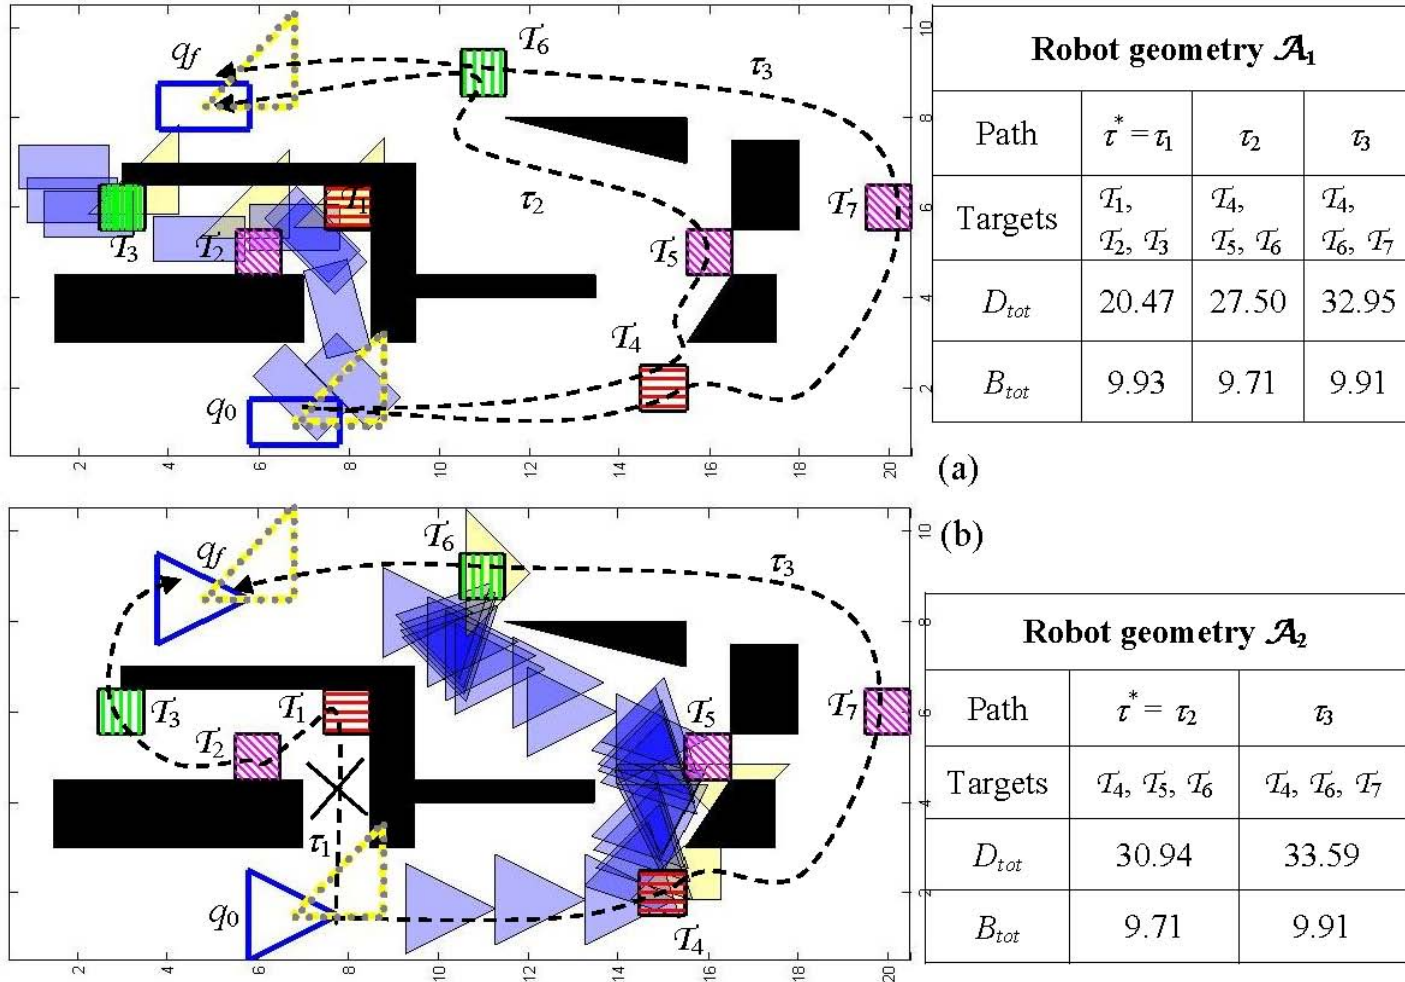 q_f
𝒯_6
τ_3
τ_2
𝒯_1
𝒯_7
𝒯_3
𝒯_2
𝒯_5
𝒯_4
q_0
2 4 6 8 10 12 14 16 18 20
10
8
6
4
2
(a)
Robot geometry 𝒜_1
Path τ^* = τ_1 τ_2 τ_3
Targets 𝒯_1, 𝒯_2, 𝒯_3 𝒯_4, 𝒯_5, 𝒯_6 𝒯_4, 𝒯_6, 𝒯_7
D_tot 20.47 27.50 32.95
B_tot 9.93 9.71 9.91
q_f
𝒯_6
τ_3
𝒯_3
𝒯_1
𝒯_2
𝒯_5
𝒯_7
τ_1
q_0
𝒯_4
2 4 6 8 10 12 14 16 18 20
10
8
6
4
2
(b)
Robot geometry 𝒜_2
Path τ^* = τ_2 τ_3
Targets 𝒯_4, 𝒯_5, 𝒯_6 𝒯_4, 𝒯_6, 𝒯_7
D_tot 30.94 33.59
B_tot 9.71 9.91